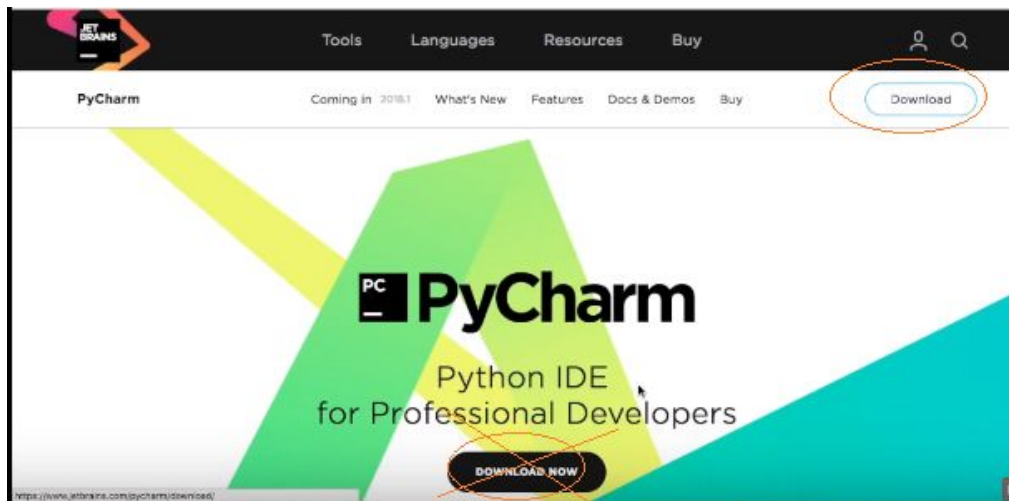 JET
BRAINS
Tools Languages Resources Buy
PyCharm Coming in 2018.1 What's New Features Docs & Demos Buy Download
PC
PyCharm
Python IDE
for Professional Developers
DOWNLOAD NOW
https://www.jetbrains.com/pycharm/download/